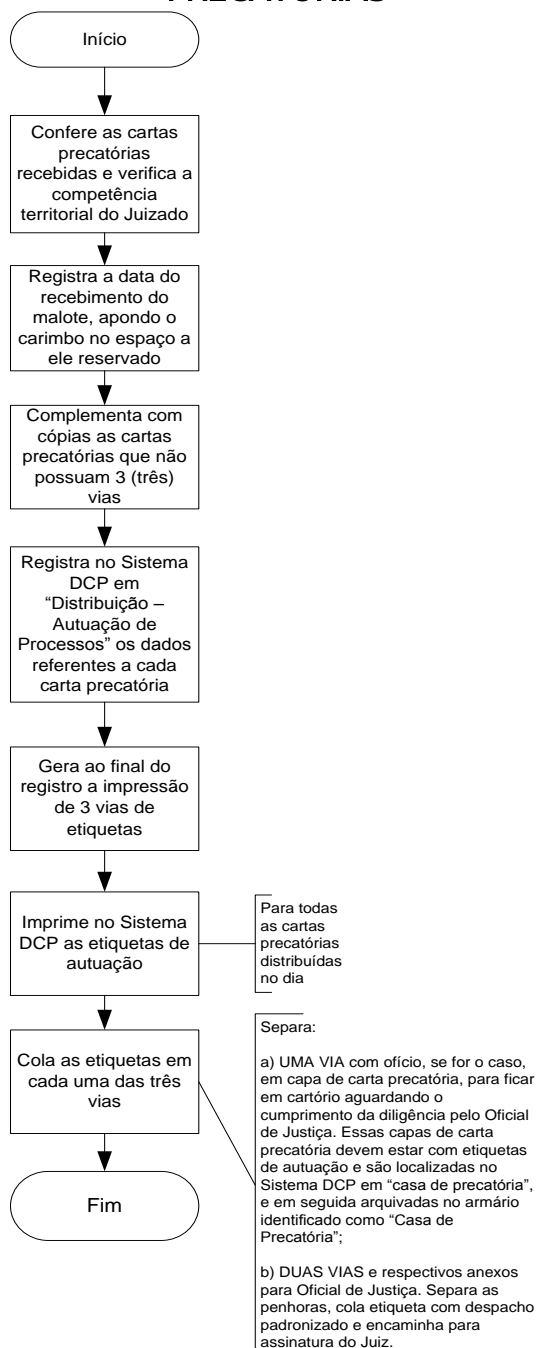 PRECATÓRIAS
Início
Confere as cartas
precatórias
recebidas e verifica a
competência
territorial do Juizado
Registra a data do
recebimento do
malote, apondo o
carimbo no espaço a
ele reservado
Complementa com
cópias as cartas
precatórias que não
possuam 3 (três)
vias
Registra no Sistema
DCP em
“Distribuição –
Autuação de
Processos” os dados
referentes a cada
carta precatória
Gera ao final do
registro a impressão
de 3 vias de
etiquetas
Imprime no Sistema
DCP as etiquetas de
autuação
Para todas
as cartas
precatórias
distribuídas
no dia
Cola as etiquetas em
cada uma das três
vias
Separa:
a) UMA VIA com ofício, se for o caso,
em capa de carta precatória, para ficar
em cartório aguardando o
cumprimento da diligência pelo Oficial
de Justiça. Essas capas de carta
precatória devem estar com etiquetas
de autuação e são localizadas no
Sistema DCP em “casa de precatória”,
e em seguida arquivadas no armário
identificado como “Casa de
Precatória”;
b) DUAS VIAS e respectivos anexos
para Oficial de Justiça. Separa as
penhoras, cola etiqueta com despacho
padronizado e encaminha para
assinatura do Juiz.
Fim